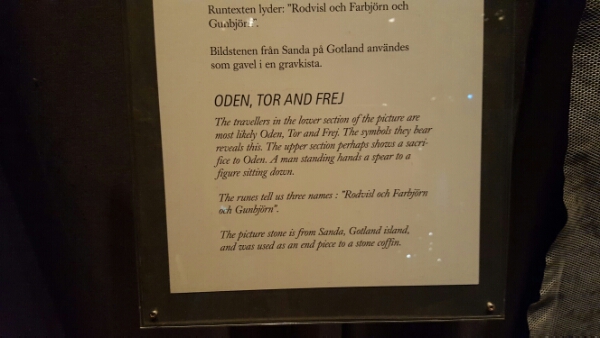 Runtexten lyder: "Rodvisl och Farbjörn och
Gunbjörn".
Bildstenen från Sanda på Gotland användes
som gavel i en gravkista.
ODEN, TOR AND FREJ
The travellers in the lower section of the picture are
most likely Oden, Tor and Frej. The symbols they bear
reveals this. The upper section perhaps shows a sacri-
fice to Oden. A man standing hands a spear to a
figure sitting down.
The runes tell us three names : "Rodvisl och Farbjörn
och Gunbjörn".
The picture stone is from Sanda, Gotland island,
and was used as an end piece to a stone coffin.